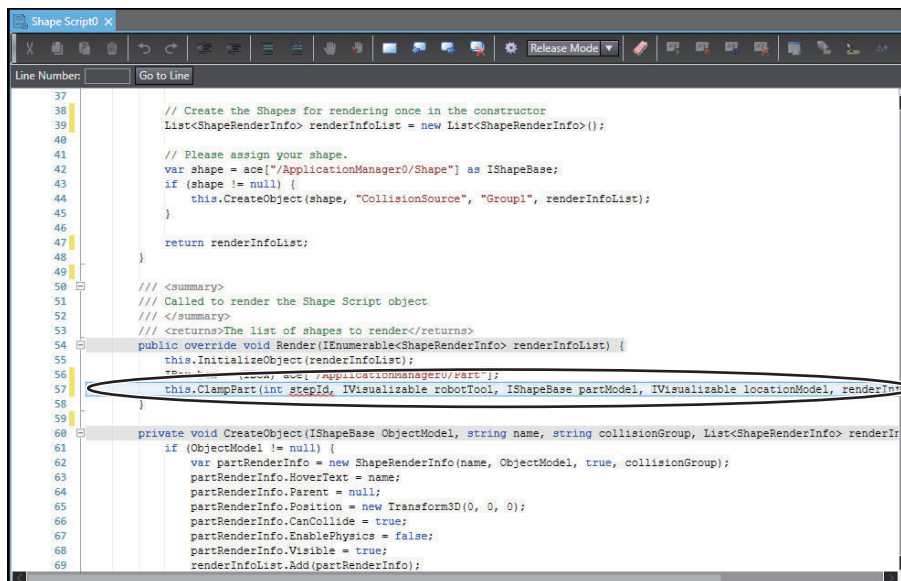 Shape Script0
Release Mode
Line Number:
Go to Line
37
38 // Create the Shapes for rendering once in the constructor
39 List<ShapeRenderInfo> renderInfoList = new List<ShapeRenderInfo>();
40
41 // Please assign your shape.
42 var shape = ace["/ApplicationManager0/Shape"] as IShapeBase;
43 if (shape != null) {
44 this.CreateObject(shape, "CollisionSource", "Group1", renderInfoList);
45 }
46
47 return renderInfoList;
48 }
49
50 /// <summary>
51 /// Called to render the Shape Script object
52 /// </summary>
53 /// <returns>The list of shapes to render</returns>
54 public override void Render(IEnumerable<ShapeRenderInfo> renderInfoList) {
55 this.InitializeObject(renderInfoList);
56 ace["/ApplicationManager0/Part"];
57 this.ClampPart(int stepId, IVisualizable robotTool, IShapeBase partModel, IVisualizable locationModel, renderInf
58 }
59
60 private void CreateObject(IShapeBase ObjectModel, string name, string collisionGroup, List<ShapeRenderInfo> renderIn
61 if (ObjectModel != null) {
62 var partRenderInfo = new ShapeRenderInfo(name, ObjectModel, true, collisionGroup);
63 partRenderInfo.HoverText = name;
64 partRenderInfo.Parent = null;
65 partRenderInfo.Position = new Transform3D(0, 0, 0);
66 partRenderInfo.CanCollide = true;
67 partRenderInfo.EnablePhysics = false;
68 partRenderInfo.Visible = true;
69 renderInfoList.Add(partRenderInfo);